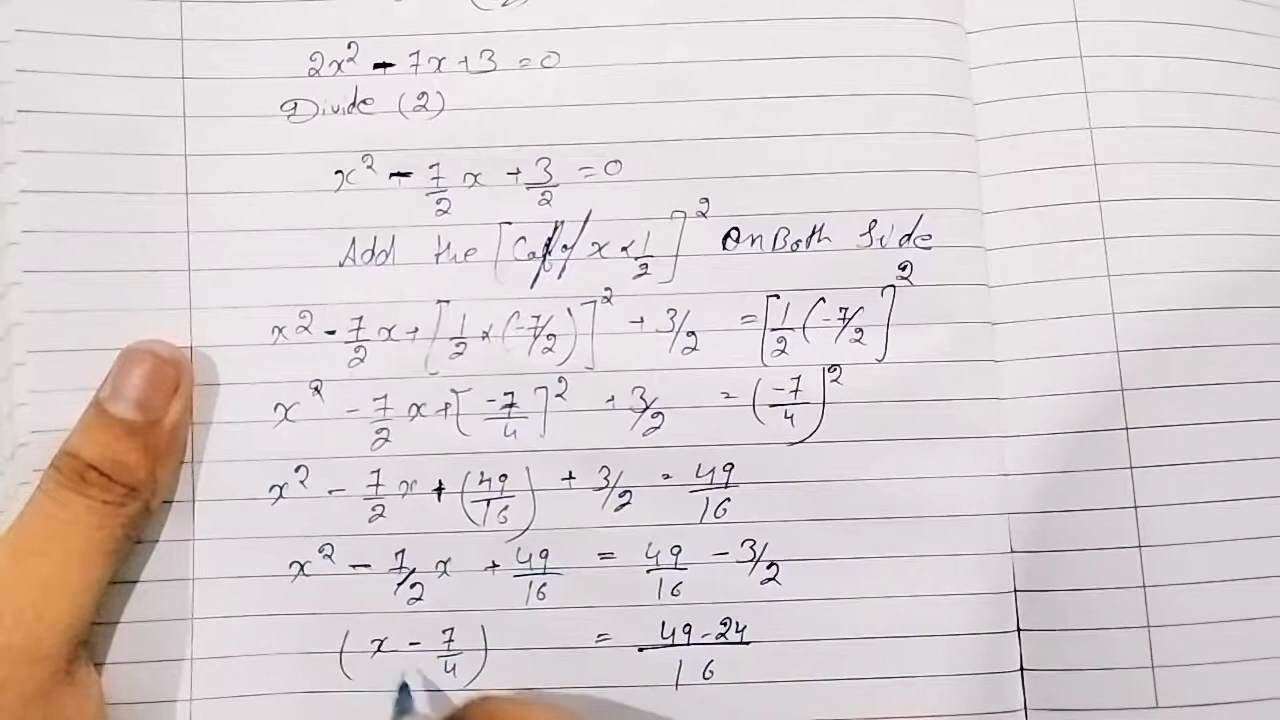 2x² - 7x + 3 = 0
Divide (2)
x² - 7/2 x + 3/2 = 0
Add the [Coff of x × 1/2]² On Both Side
x² - 7/2 x + [1/2 × (-7/2)]² + 3/2 = [1/2 (-7/2]²
x² - 7/2 x + [-7/4]² + 3/2 = (-7/4)²
x² - 7/2 x + (49/16) + 3/2 = 49/16
x² - 7/2 x + 49/16 = 49/16 - 3/2
(x - 7/4) = 49-24/16